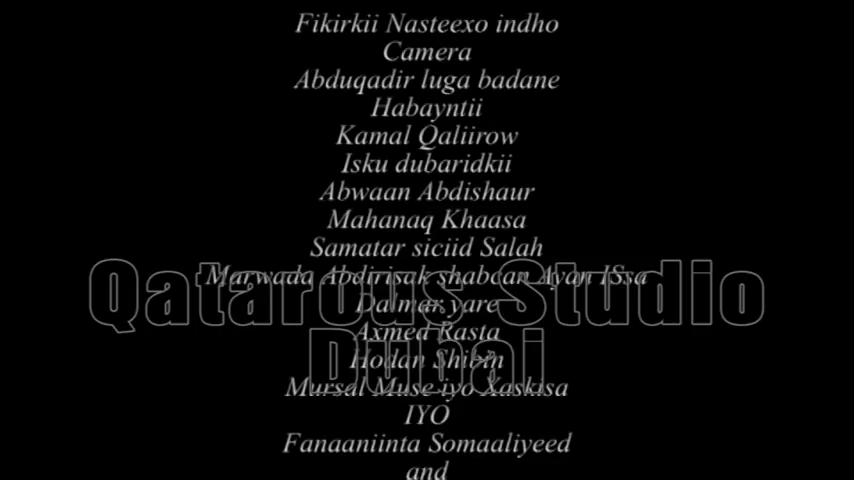 Fikirkii Nasteexo indho
Camera
Abduqadir luga badane
Habayntii
Kamal Qaliirow
Isku dubaridkii
Abwaan Abdishaur
Mahanaq Khaasa
Samatar siciid Salah
Marwada Abdirisak shabcan Ayan ISsa
Qatarous Studio
Dalmar yare
Axmed Rasta
Dubai
Hodan Shibin
Mursal Muse iyo Xaskisa
IYO
Fanaaniinta Somaaliyeed
and